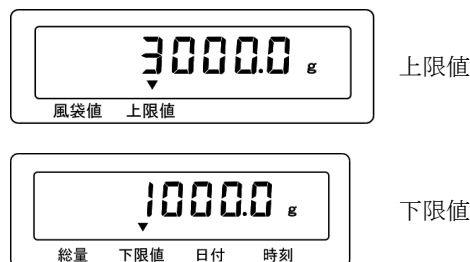 3000.0 g
上限値
風袋値 上限値
1000.0 g
下限値
総量 下限値 日付 時刻